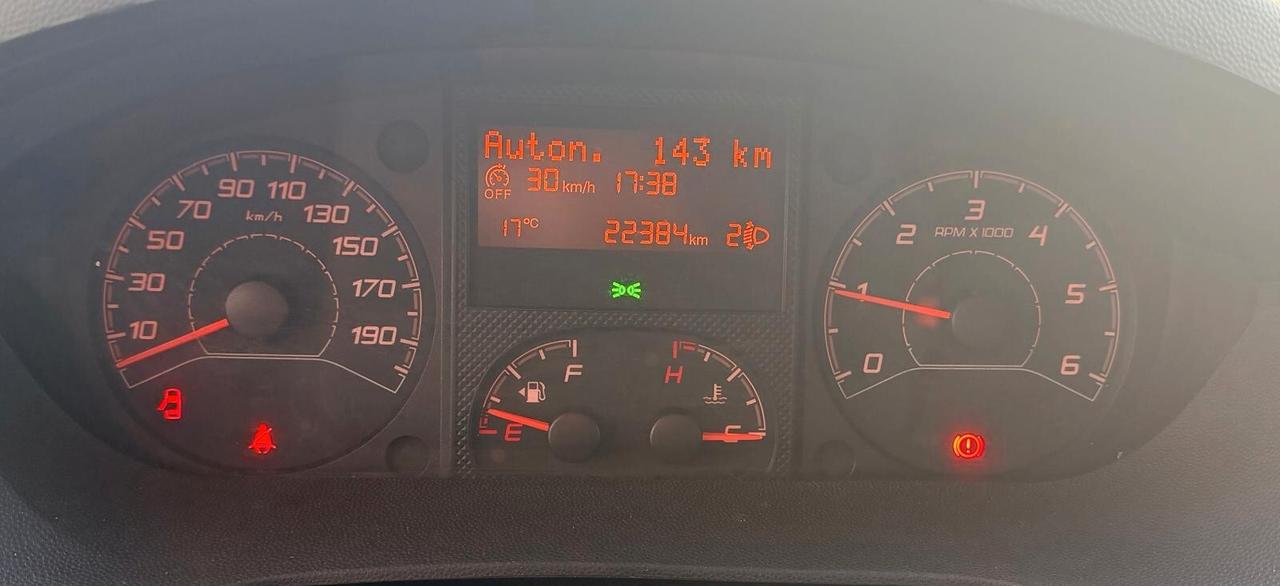 Auton. 143 km
OFF 30 km/h 17:38
17°C 22384 km 2
10 30 50 70 90 110 130 150 170 190
km/h
0 1 2 3 4 5 6
RPM X 1000
F
E
H
C